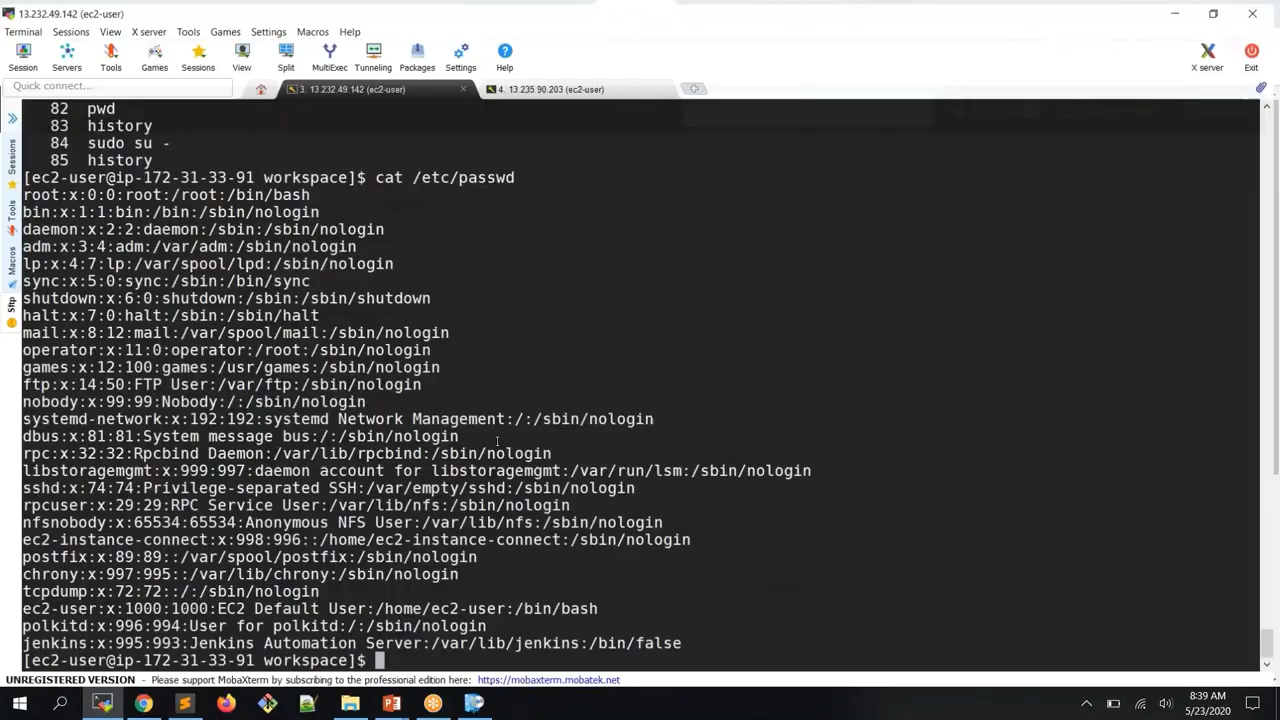 13.232.49.142 (ec2-user)
Terminal Sessions View X server Tools Games Settings Macros Help
Session Servers Tools Games Sessions View Split MultiExec Tunneling Packages Settings Help X server Exit
Quick connect... 3. 13.232.49.142 (ec2-user) 4. 13.235.90.203 (ec2-user)
Sessions
Tools
Macros
Sftp
82 pwd
83 history
84 sudo su -
85 history
[ec2-user@ip-172-31-33-91 workspace]$ cat /etc/passwd
root:x:0:0:root:/root:/bin/bash
bin:x:1:1:bin:/bin:/sbin/nologin
daemon:x:2:2:daemon:/sbin:/sbin/nologin
adm:x:3:4:adm:/var/adm:/sbin/nologin
lp:x:4:7:lp:/var/spool/lpd:/sbin/nologin
sync:x:5:0:sync:/sbin:/bin/sync
shutdown:x:6:0:shutdown:/sbin:/sbin/shutdown
halt:x:7:0:halt:/sbin:/sbin/halt
mail:x:8:12:mail:/var/spool/mail:/sbin/nologin
operator:x:11:0:operator:/root:/sbin/nologin
games:x:12:100:games:/usr/games:/sbin/nologin
ftp:x:14:50:FTP User:/var/ftp:/sbin/nologin
nobody:x:99:99:Nobody:/:/sbin/nologin
systemd-network:x:192:192:systemd Network Management:/:/sbin/nologin
dbus:x:81:81:System message bus:/:/sbin/nologin
rpc:x:32:32:Rpcbind Daemon:/var/lib/rpcbind:/sbin/nologin
libstoragemgmt:x:999:997:daemon account for libstoragemgmt:/var/run/lsm:/sbin/nologin
sshd:x:74:74:Privilege-separated SSH:/var/empty/sshd:/sbin/nologin
rpcuser:x:29:29:RPC Service User:/var/lib/nfs:/sbin/nologin
nfsnobody:x:65534:65534:Anonymous NFS User:/var/lib/nfs:/sbin/nologin
ec2-instance-connect:x:998:996::/home/ec2-instance-connect:/sbin/nologin
postfix:x:89:89::/var/spool/postfix:/sbin/nologin
chrony:x:997:995::/var/lib/chrony:/sbin/nologin
tcpdump:x:72:72::/:/sbin/nologin
ec2-user:x:1000:1000:EC2 Default User:/home/ec2-user:/bin/bash
polkitd:x:996:994:User for polkitd:/:/sbin/nologin
jenkins:x:995:993:Jenkins Automation Server:/var/lib/jenkins:/bin/false
[ec2-user@ip-172-31-33-91 workspace]$
UNREGISTERED VERSION - Please support MobaXterm by subscribing to the professional edition here: https://mobaxterm.mobatek.net
8:39 AM
5/23/2020